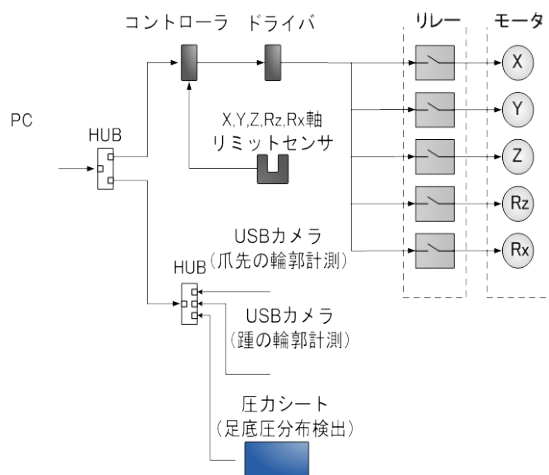 コントローラ
ドライバ
リレー
モータ
X
Y
Z
Rz
Rx
PC
HUB
X,Y,Z,Rz,Rx軸
リミットセンサ
USBカメラ
(爪先の輪郭計測)
HUB
USBカメラ
(踵の輪郭計測)
圧力シート
(足底圧分布検出)